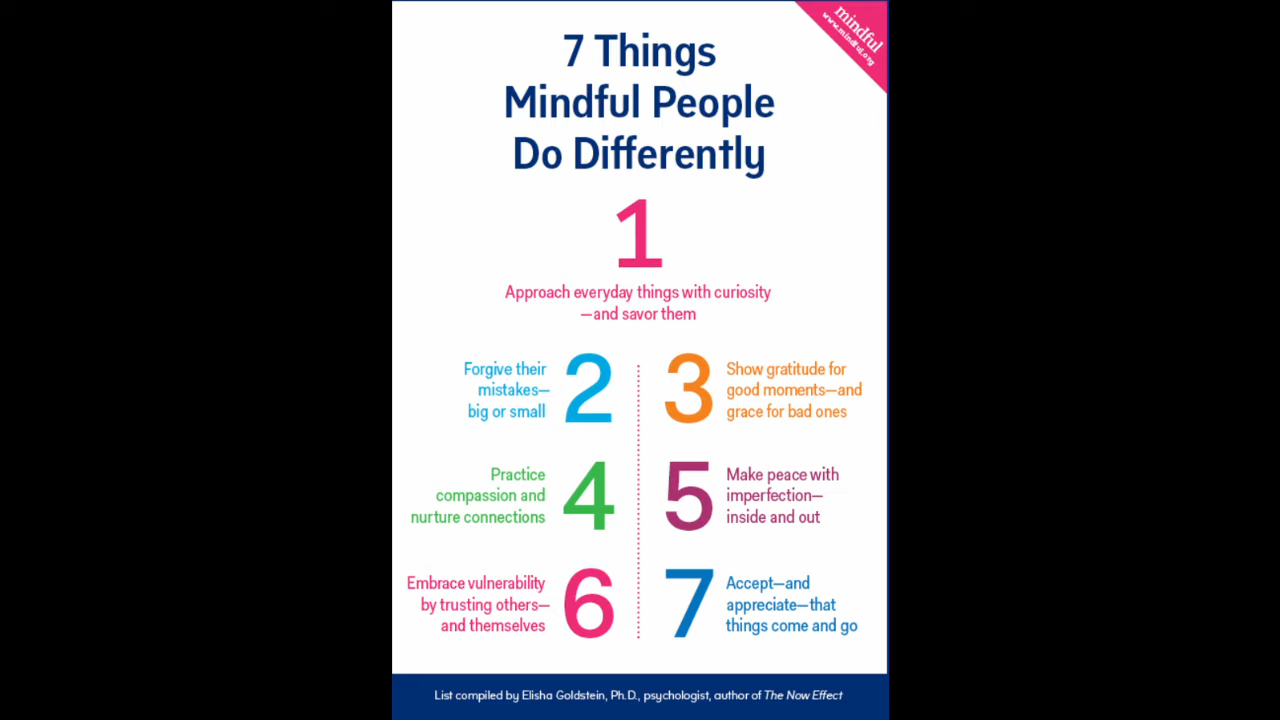 mindful
www.mindful.org
7 Things
Mindful People
Do Differently
1
Approach everyday things with curiosity
—and savor them
2
Forgive their
mistakes—
big or small
3
Show gratitude for
good moments—and
grace for bad ones
4
Practice
compassion and
nurture connections
5
Make peace with
imperfection—
inside and out
6
Embrace vulnerability
by trusting others—
and themselves
7
Accept—and
appreciate—that
things come and go
List compiled by Elisha Goldstein, Ph.D., psychologist, author of The Now Effect